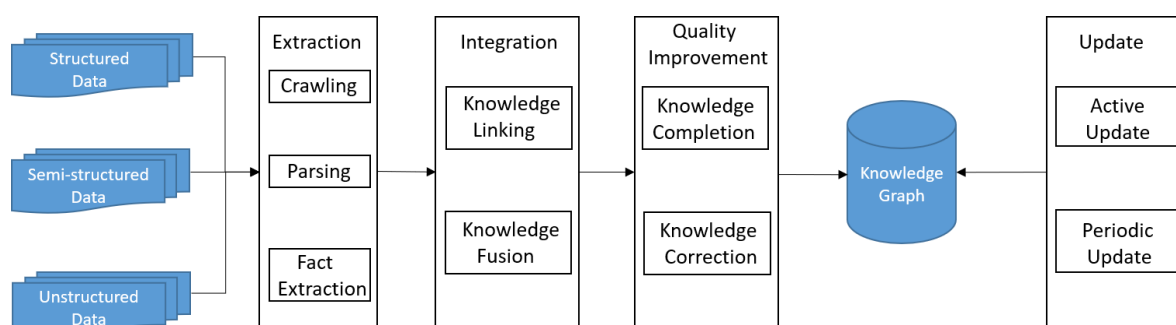 Structured
Data
Semi-structured
Data
Unstructured
Data
Extraction
Crawling
Parsing
Fact
Extraction
Integration
Knowledge
Linking
Knowledge
Fusion
Quality
Improvement
Knowledge
Completion
Knowledge
Correction
Knowledge
Graph
Update
Active
Update
Periodic
Update